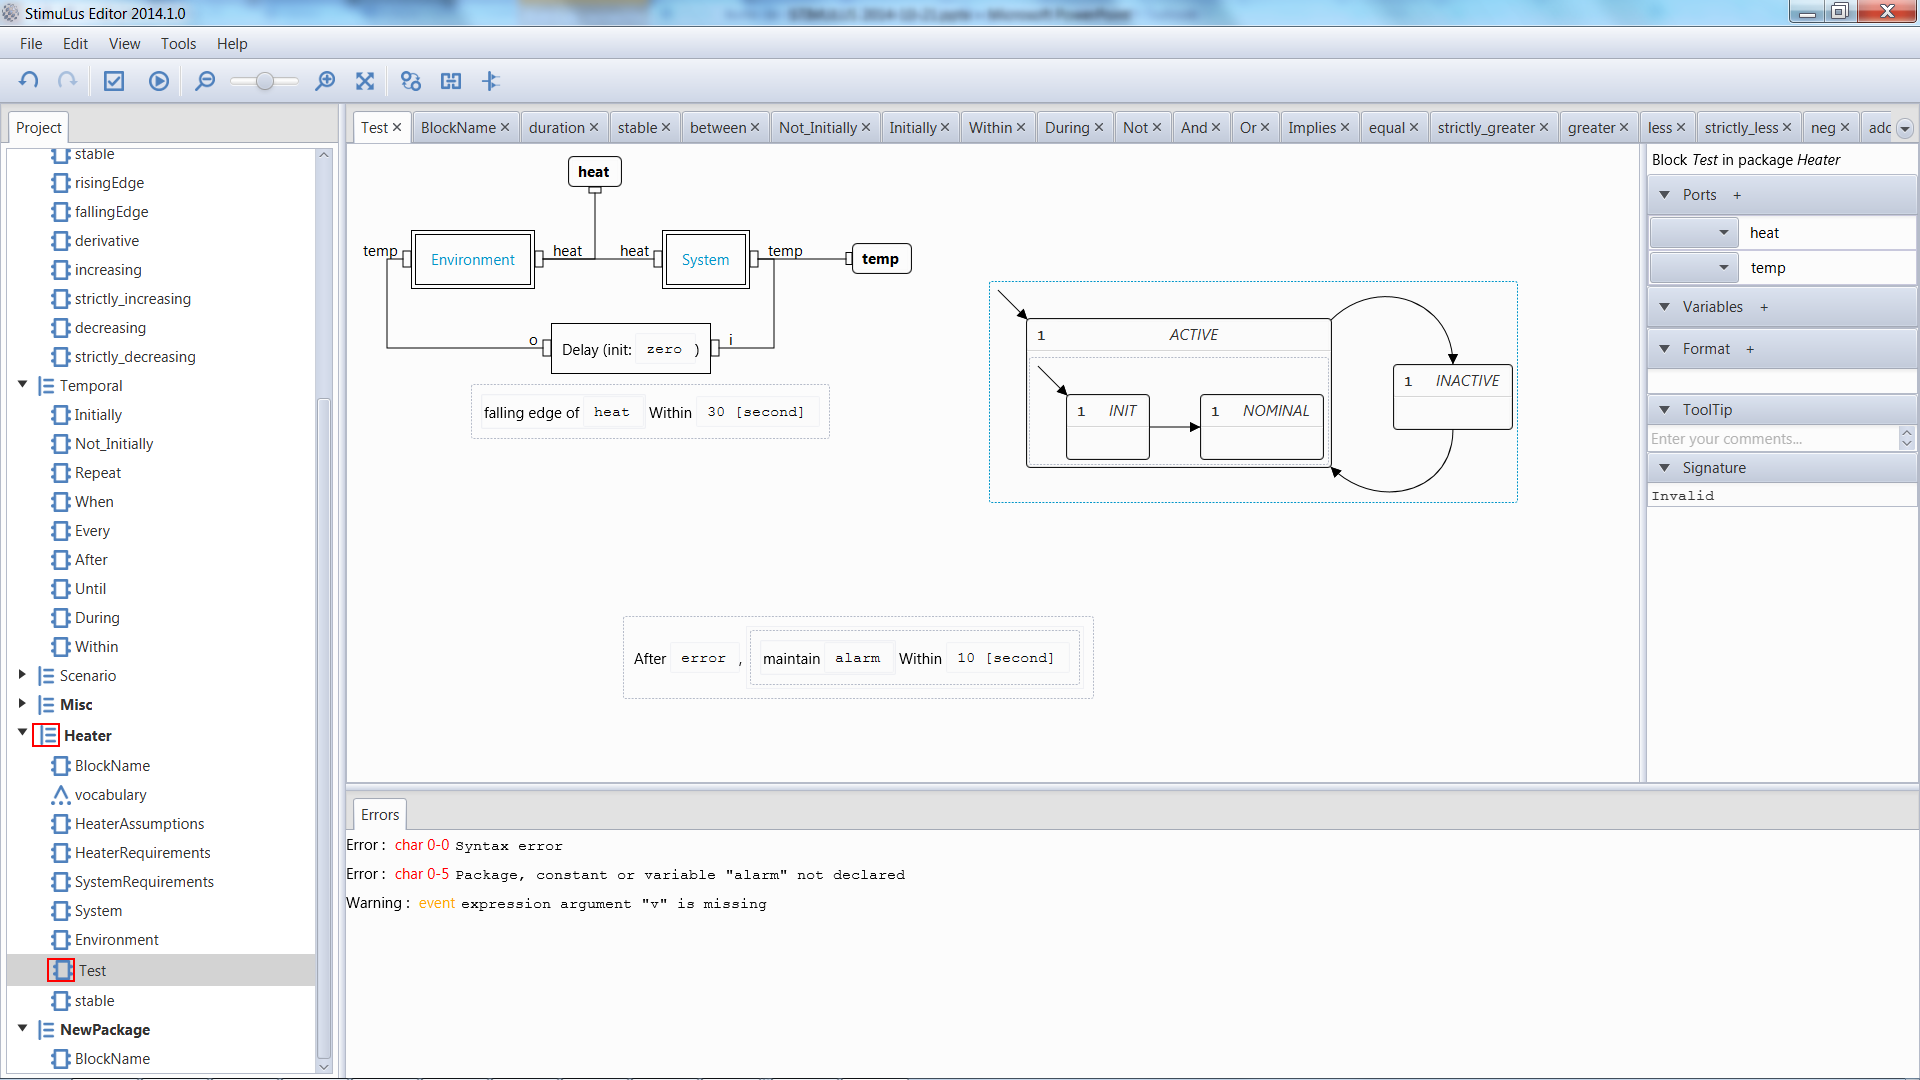 StimuLus Editor 2014.1.0
File Edit View Tools Help
Project
stable
risingEdge
fallingEdge
derivative
increasing
strictly_increasing
decreasing
strictly_decreasing
Temporal
Initially
Not_Initially
Repeat
When
Every
After
Until
During
Within
Scenario
Misc
Heater
BlockName
vocabulary
HeaterAssumptions
HeaterRequirements
SystemRequirements
System
Environment
Test
stable
NewPackage
BlockName
Test BlockName duration stable between Not_Initially Initially Within During Not And Or Implies equal strictly_greater greater less strictly_less neg
heat
temp Environment heat heat System temp temp
o Delay (init: zero ) i
falling edge of heat Within 30 [second]
1 ACTIVE
1 INIT 1 NOMINAL
1 INACTIVE
After error , maintain alarm Within 10 [second]
Block Test in package Heater
Ports +
heat
temp
Variables +
Format +
ToolTip
Enter your comments...
Signature
Invalid
Errors
Error : char 0-0 Syntax error
Error : char 0-5 Package, constant or variable "alarm" not declared
Warning : event expression argument "v" is missing